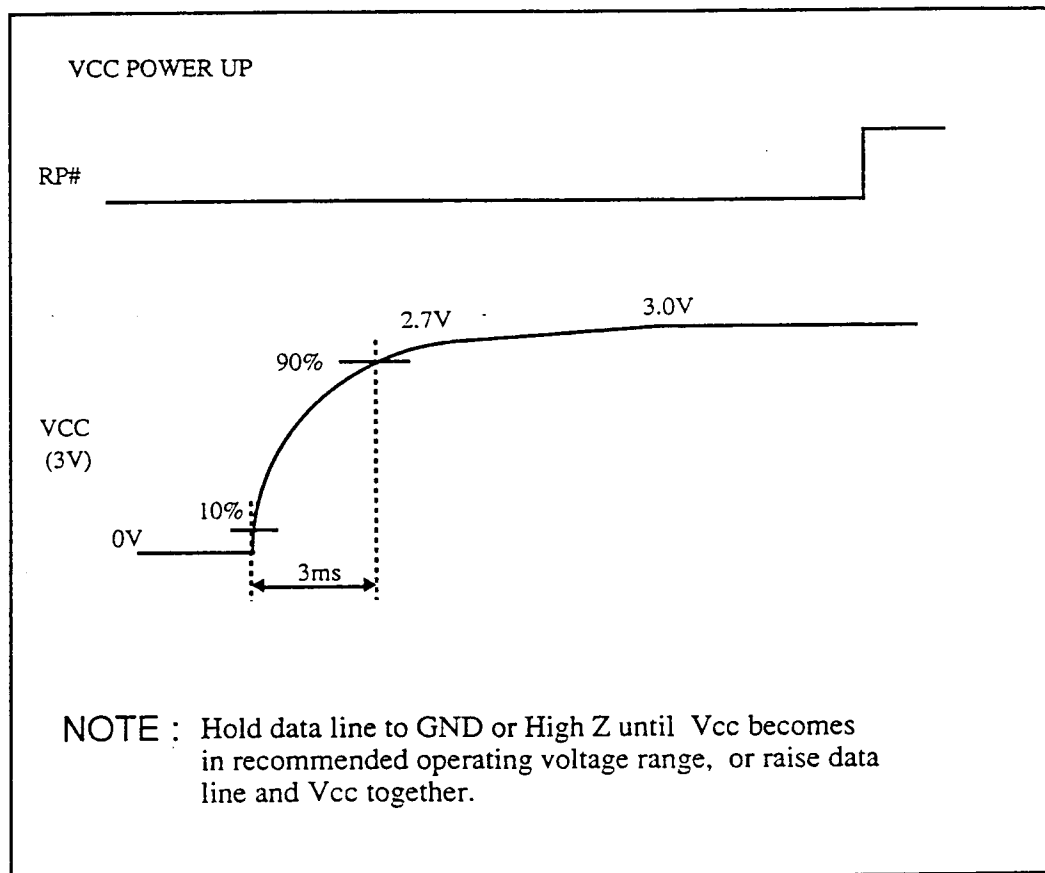 VCC POWER UP
RP#
2.7V
3.0V
90%
VCC
(3V)
10%
0V
3ms
NOTE : Hold data line to GND or High Z until Vcc becomes
in recommended operating voltage range, or raise data
line and Vcc together.